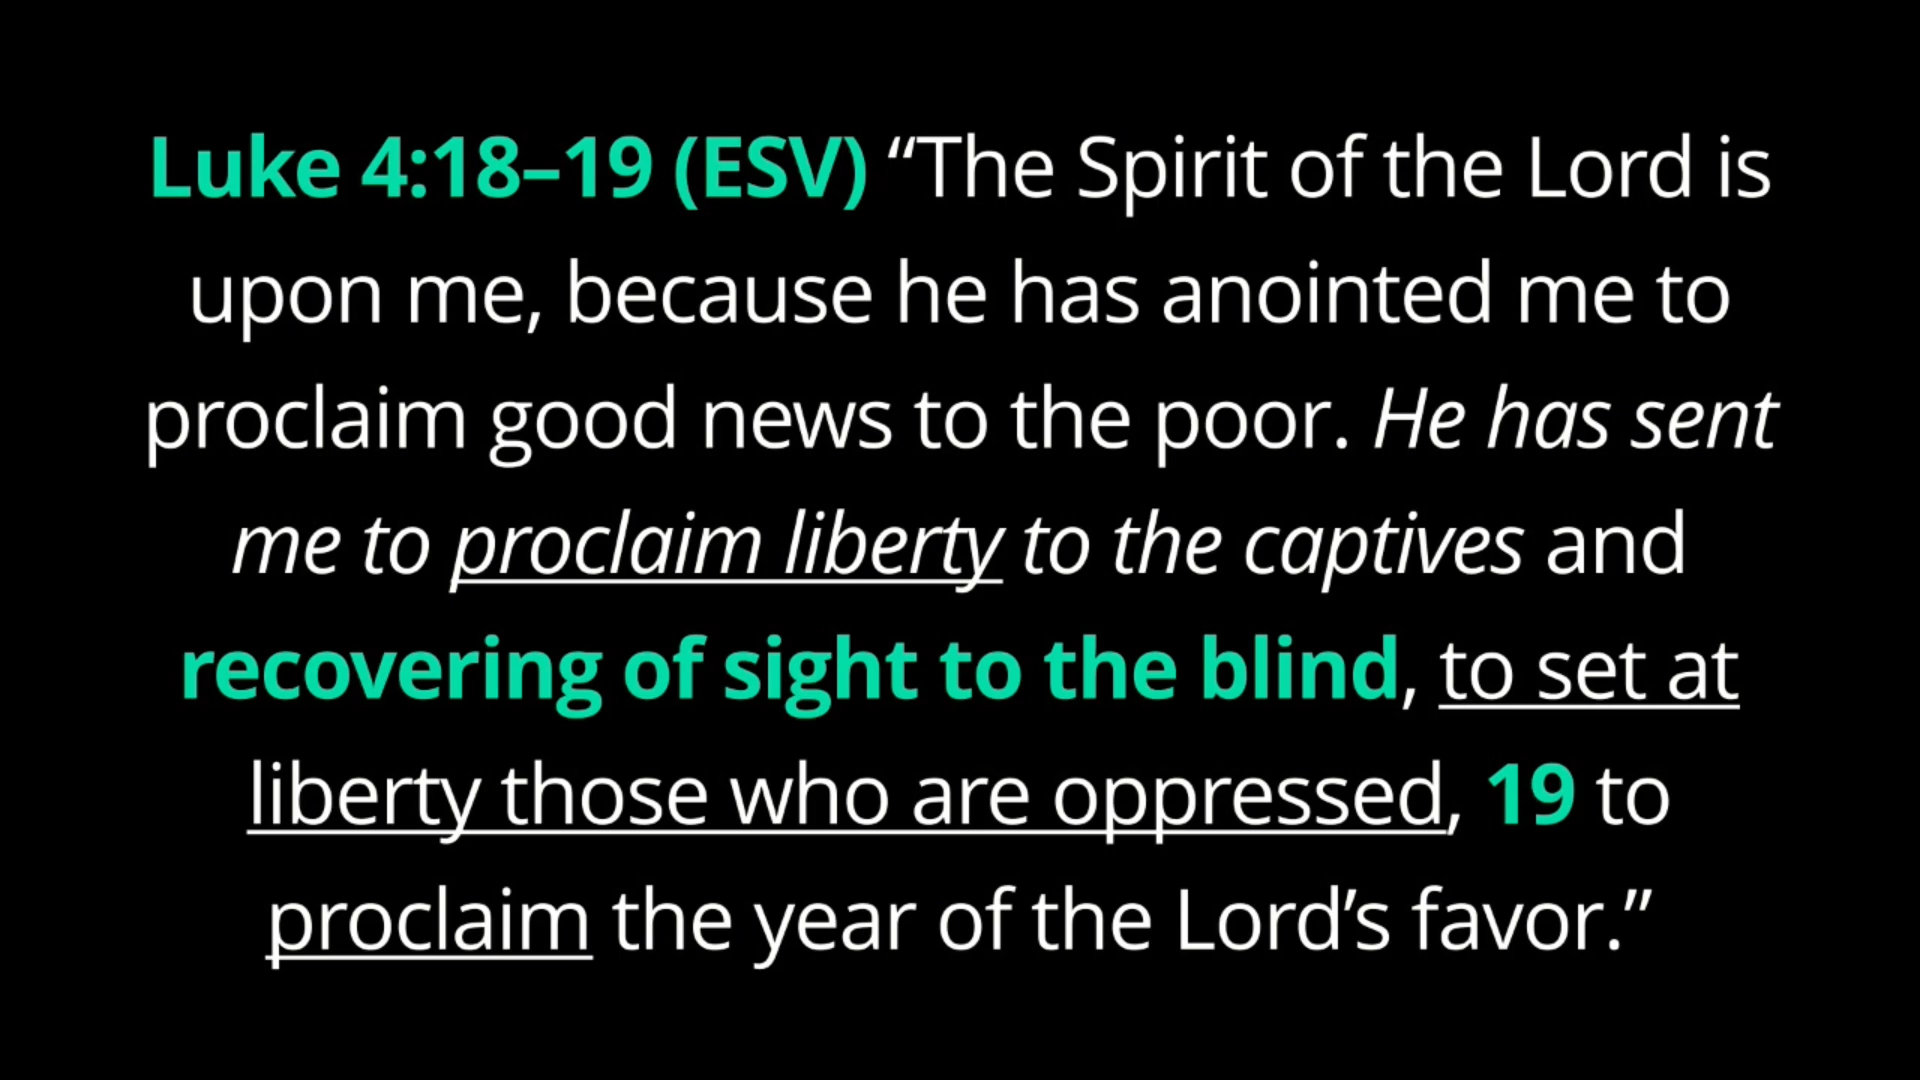 Luke 4:18–19 (ESV) “The Spirit of the Lord is
upon me, because he has anointed me to
proclaim good news to the poor. He has sent
me to proclaim liberty to the captives and
recovering of sight to the blind, to set at
liberty those who are oppressed, 19 to
proclaim the year of the Lord’s favor.”